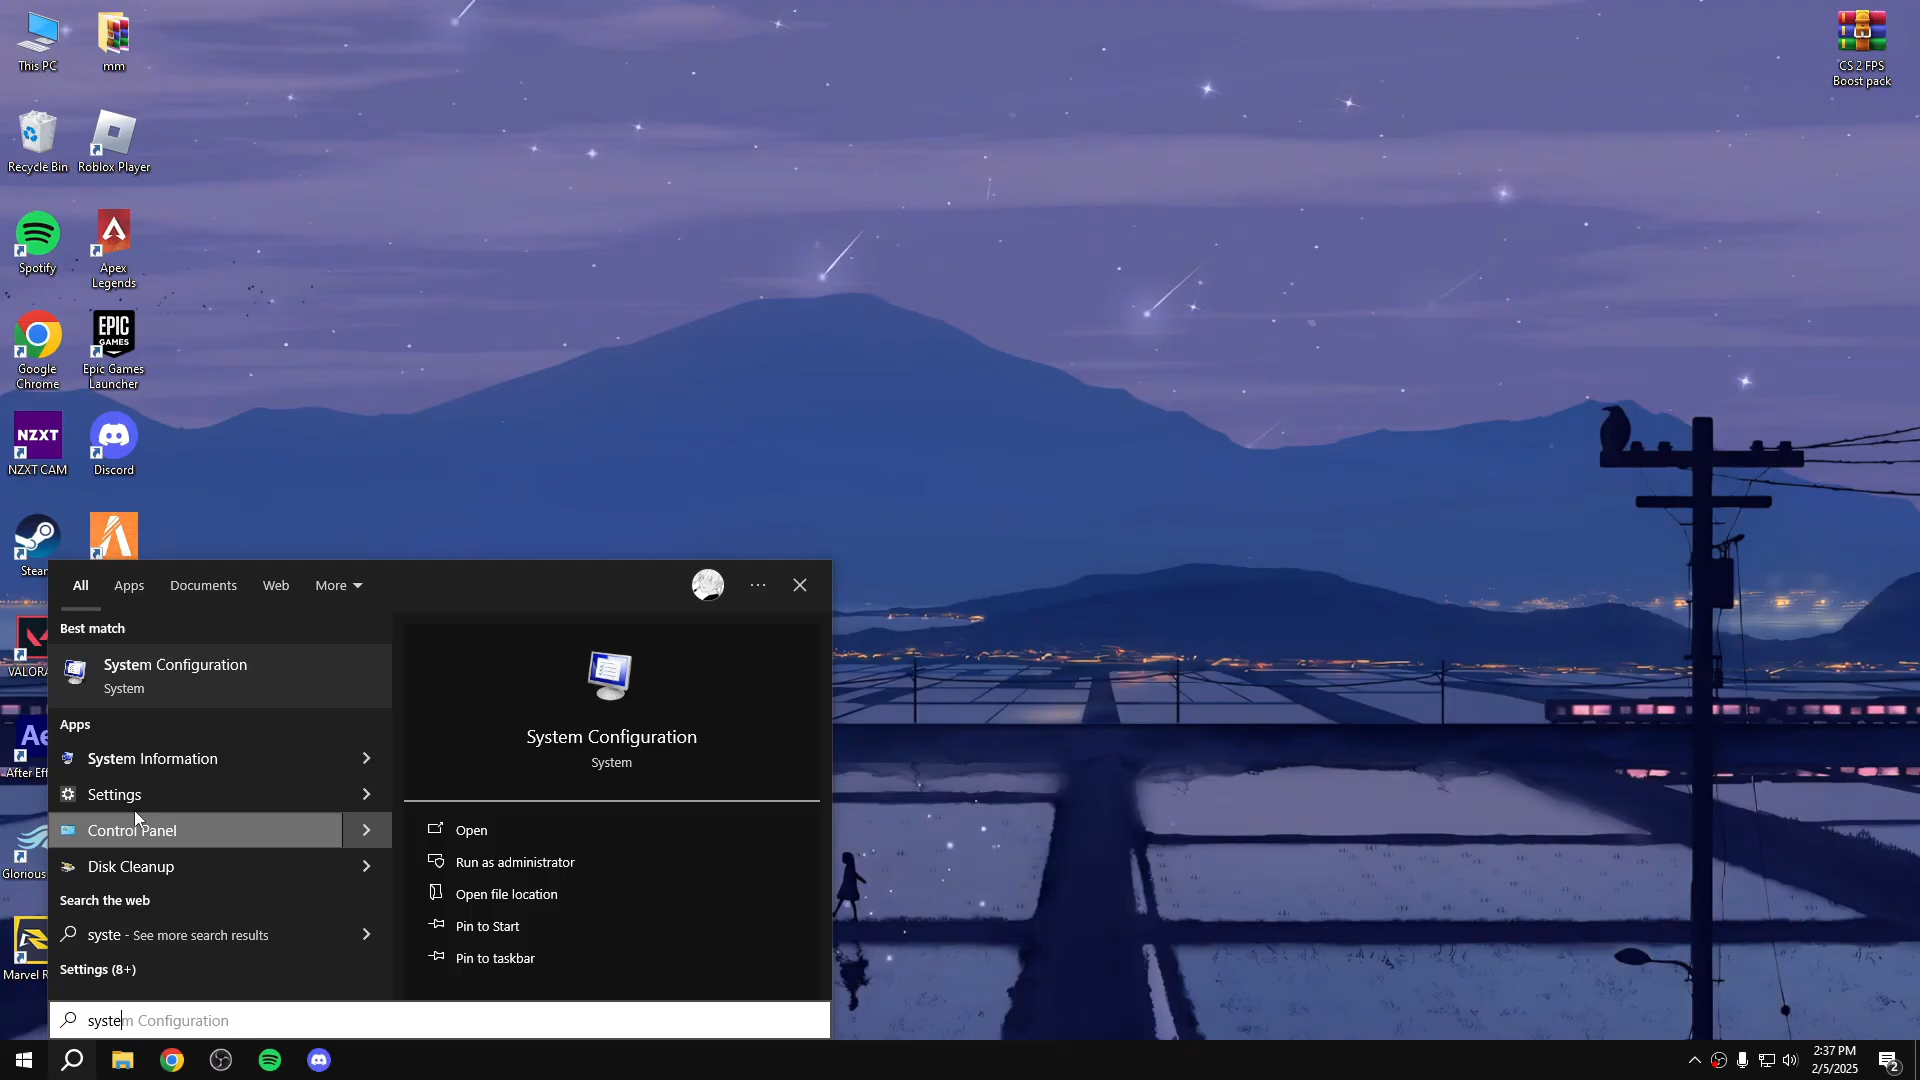 This PC
mm
CS 2 FPS
Boost pack
Recycle Bin
Roblox Player
Spotify
Apex
Legends
EPIC
GAMES
Google
Chrome
Epic Games
Launcher
NZXT
NZXT CAM
Discord
Steam
VALORA
Ae
After Eff
Glorious
Marvel R
All
Apps
Documents
Web
More
Best match
System Configuration
System
Apps
System Information
Settings
Control Panel
Disk Cleanup
Search the web
syste - See more search results
Settings (8+)
System Configuration
System
Open
Run as administrator
Open file location
Pin to Start
Pin to taskbar
system Configuration
2:37 PM
2/5/2025
2